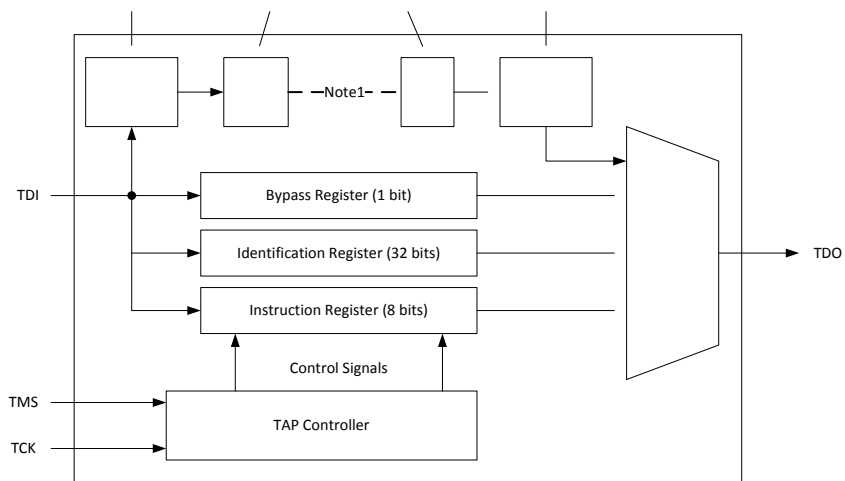 Note1
TDI
Bypass Register (1 bit)
Identification Register (32 bits)
TDO
Instruction Register (8 bits)
Control Signals
TMS
TAP Controller
TCK